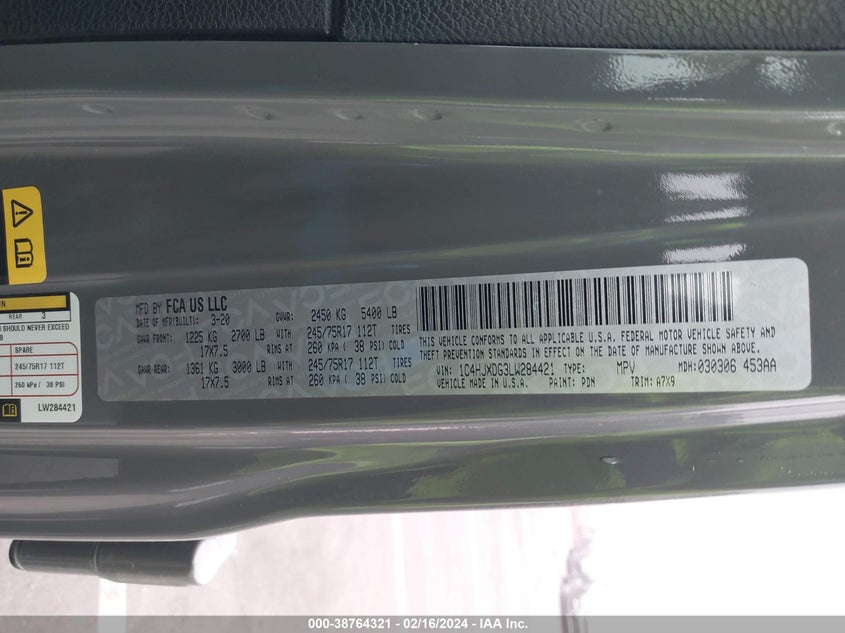 ON
REAR 3
SHOULD NEVER EXCEED
B
SPARE
245/75R17 112T
260 kPa / 38 PSI
LW284421
MFD BY FCA US LLC
DATE OF MFR(BUILT): 3-20 GVWR: 2450 KG 5400 LB
GAWR FRONT: 1225 KG 2700 LB WITH 245/75R17 112T TIRES
17X7.5 RIMS AT 260 KPA ( 38 PSI) COLD
GAWR REAR: 1361 KG 3000 LB WITH 245/75R17 112T TIRES
17X7.5 RIMS AT 260 KPA ( 38 PSI) COLD
THIS VEHICLE CONFORMS TO ALL APPLICABLE U.S.A. FEDERAL MOTOR VEHICLE SAFETY AND
THEFT PREVENTION STANDARDS IN EFFECT ON THE DATE OF MANUFACTURE SHOWN ABOVE.
VIN: 1C4HJXDG3LW284421 TYPE: MPV MDH: 030306 453AA
VEHICLE MADE IN U.S.A. PAINT: PDN TRIM: A7X9
000-38764321 / 02/16/2024 - IAA Inc.